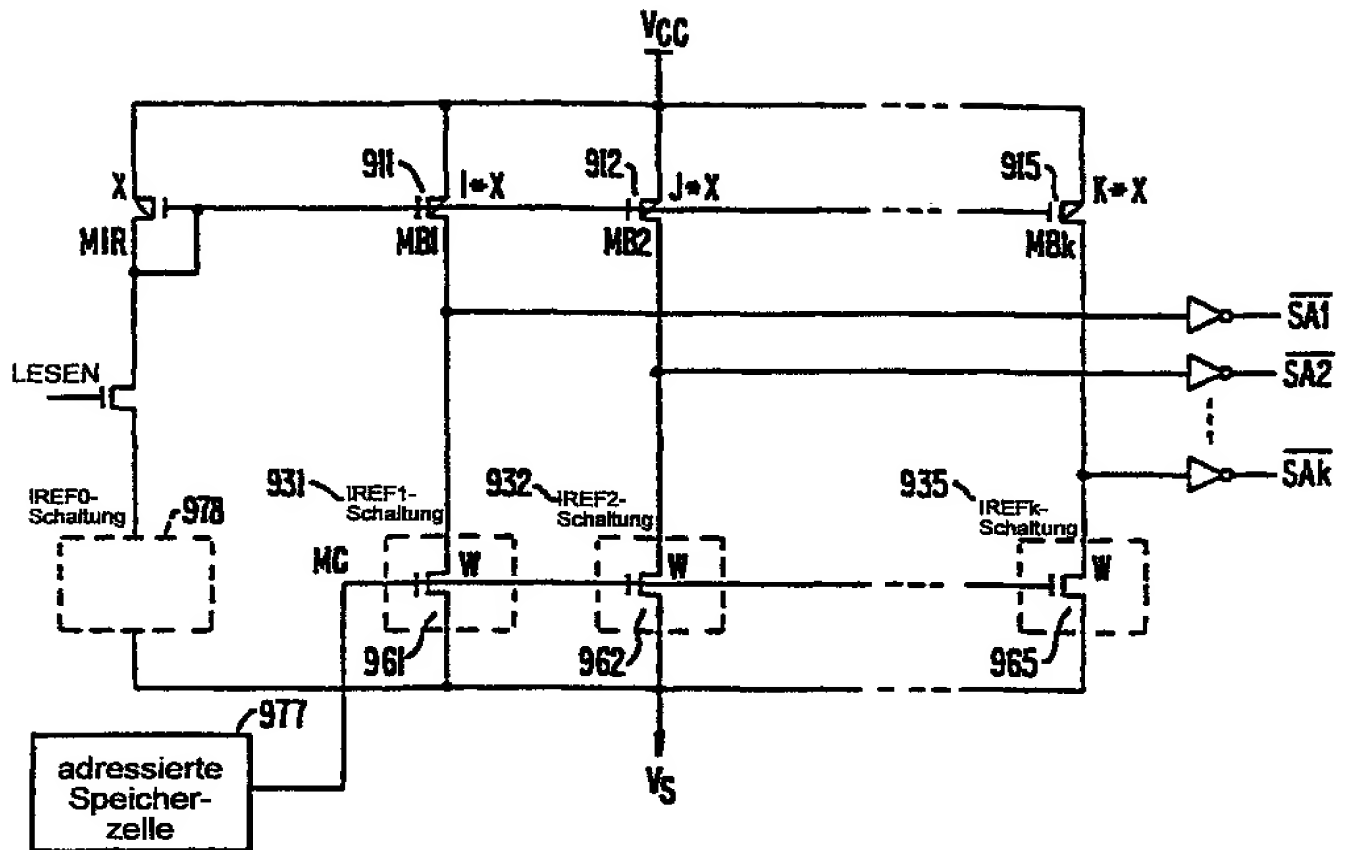 VCC
911
912
915
X
I*X
J*X
K*X
MIR
MB1
MB2
MBk
SA1
LESEN
SA2
SAk
931
932
935
IREF0-
Schaltung
IREF1-
Schaltung
IREF2-
Schaltung
IREFk-
Schaltung
978
MC
W
W
W
961
962
965
977
VS
adressierte
Speicher-
zelle